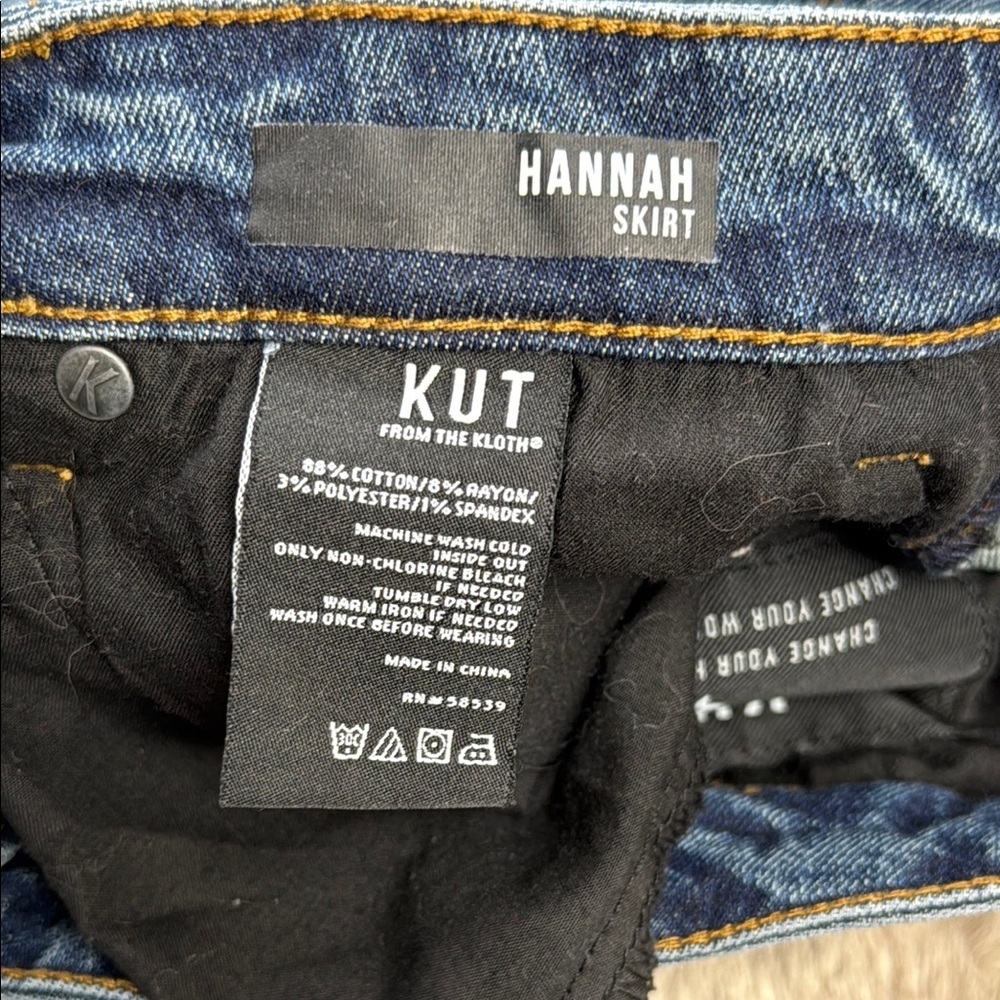 HANNAH
SKIRT
K
KUT
FROM THE KLOTH®
88% COTTON/8% RAYON/
3% POLYESTER/1% SPANDEX
MACHINE WASH COLD
INSIDE OUT
ONLY NON-CHLORINE BLEACH
IF NEEDED
TUMBLE DRY LOW
WARM IRON IF NEEDED
WASH ONCE BEFORE WEARING
MADE IN CHINA
RN# 58539
30C
CHANGE YOUR
CHANGE YOUR